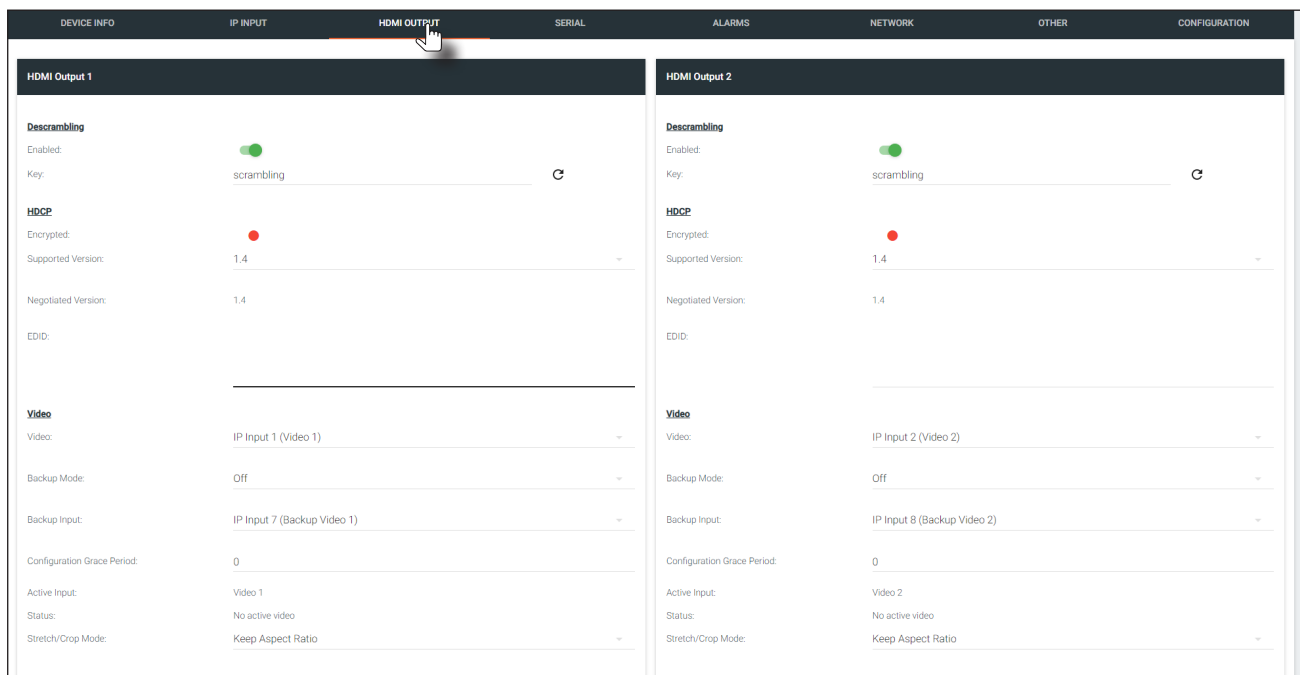 DEVICE INFO IP INPUT HDMI OUTPUT SERIAL ALARMS NETWORK OTHER CONFIGURATION
HDMI Output 1
Descrambling
Enabled:
Key: scrambling
HDCP
Encrypted:
Supported Version: 1.4
Negotiated Version: 1.4
EDID:
Video
Video: IP Input 1 (Video 1)
Backup Mode: Off
Backup Input: IP Input 7 (Backup Video 1)
Configuration Grace Period: 0
Active Input: Video 1
Status: No active video
Stretch/Crop Mode: Keep Aspect Ratio
HDMI Output 2
Descrambling
Enabled:
Key: scrambling
HDCP
Encrypted:
Supported Version: 1.4
Negotiated Version: 1.4
EDID:
Video
Video: IP Input 2 (Video 2)
Backup Mode: Off
Backup Input: IP Input 8 (Backup Video 2)
Configuration Grace Period: 0
Active Input: Video 2
Status: No active video
Stretch/Crop Mode: Keep Aspect Ratio